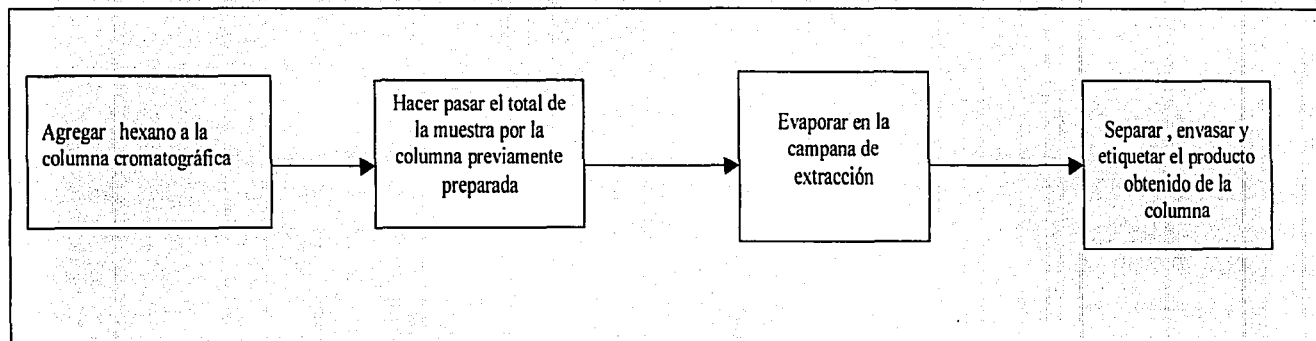 Agregar hexano a la
columna cromatográfica
Hacer pasar el total de
la muestra por la
columna previamente
preparada
Evaporar en la
campana de
extracción
Separar , envasar y
etiquetar el producto
obtenido de la
columna